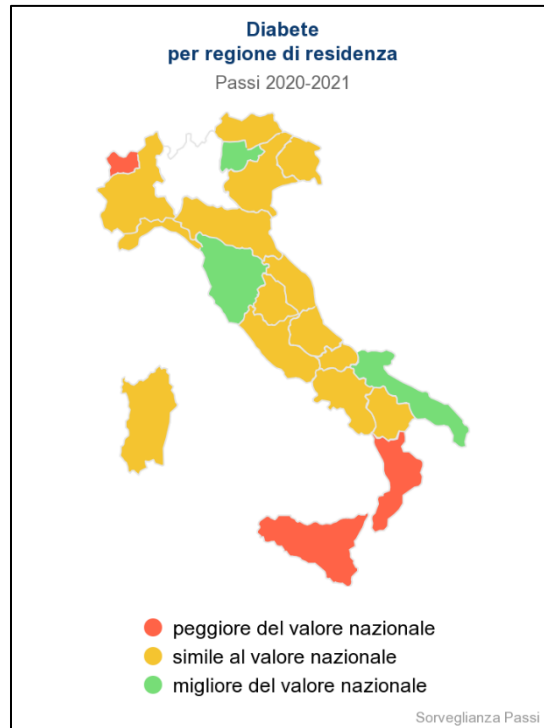 Diabete
per regione di residenza
Passi 2020-2021
peggiore del valore nazionale
simile al valore nazionale
migliore del valore nazionale
Sorveglianza Passi